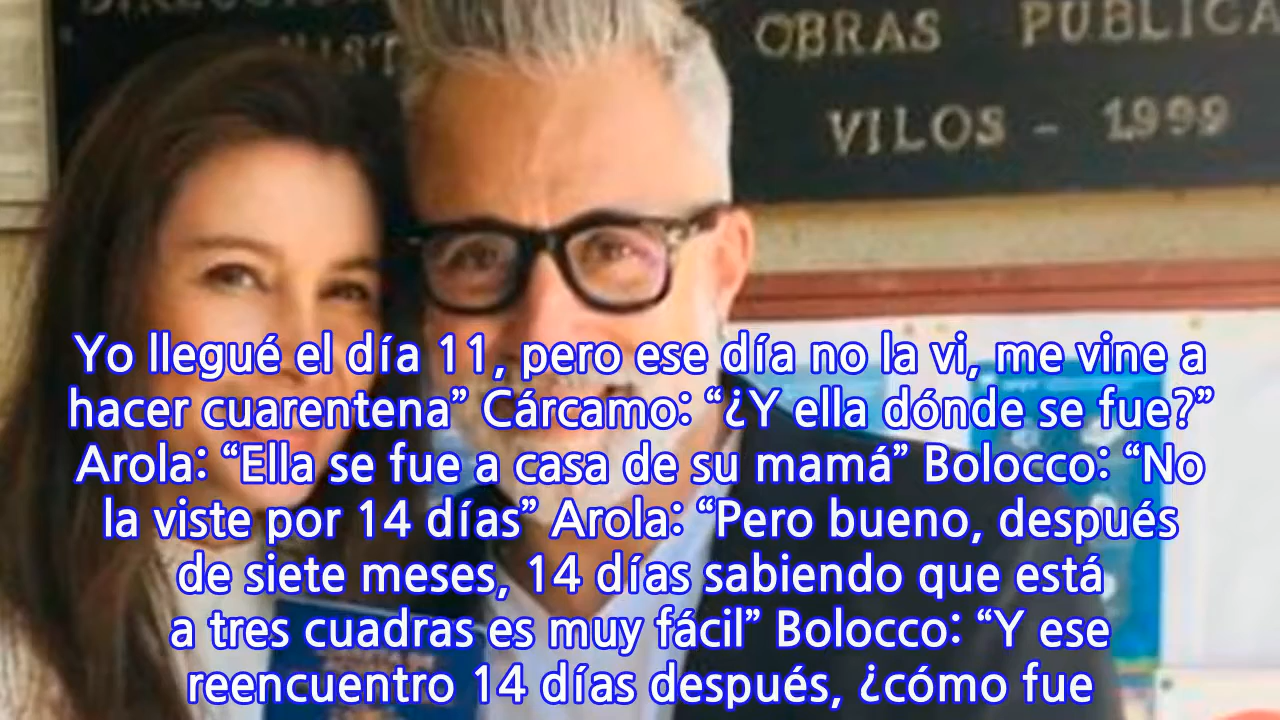 OBRAS PUBLICA
VILOS - 1999
Yo llegué el día 11, pero ese día no la vi, me vine a
hacer cuarentena” Cárcamo: “¿Y ella dónde se fue?”
Arola: “Ella se fue a casa de su mamá” Bolocco: “No
la viste por 14 días” Arola: “Pero bueno, después
de siete meses, 14 días sabiendo que está
a tres cuadras es muy fácil” Bolocco: “Y ese
reencuentro 14 días después, ¿cómo fue